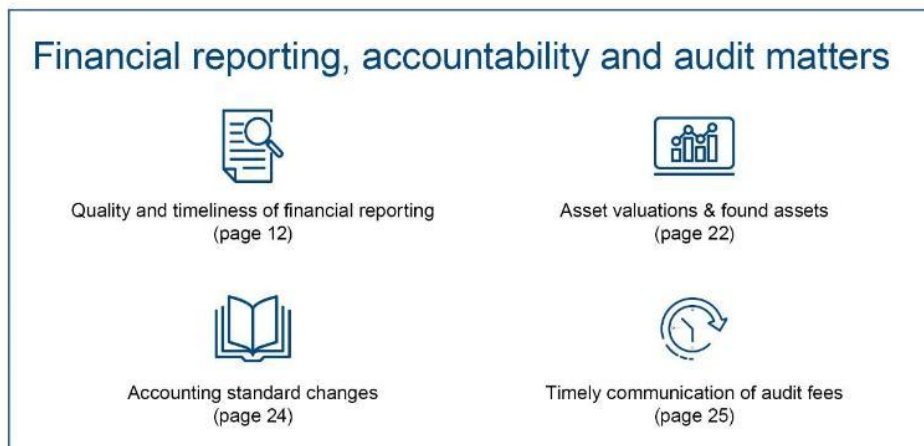 Financial reporting, accountability and audit matters
Quality and timeliness of financial reporting
(page 12)
Asset valuations & found assets
(page 22)
Accounting standard changes
(page 24)
Timely communication of audit fees
(page 25)